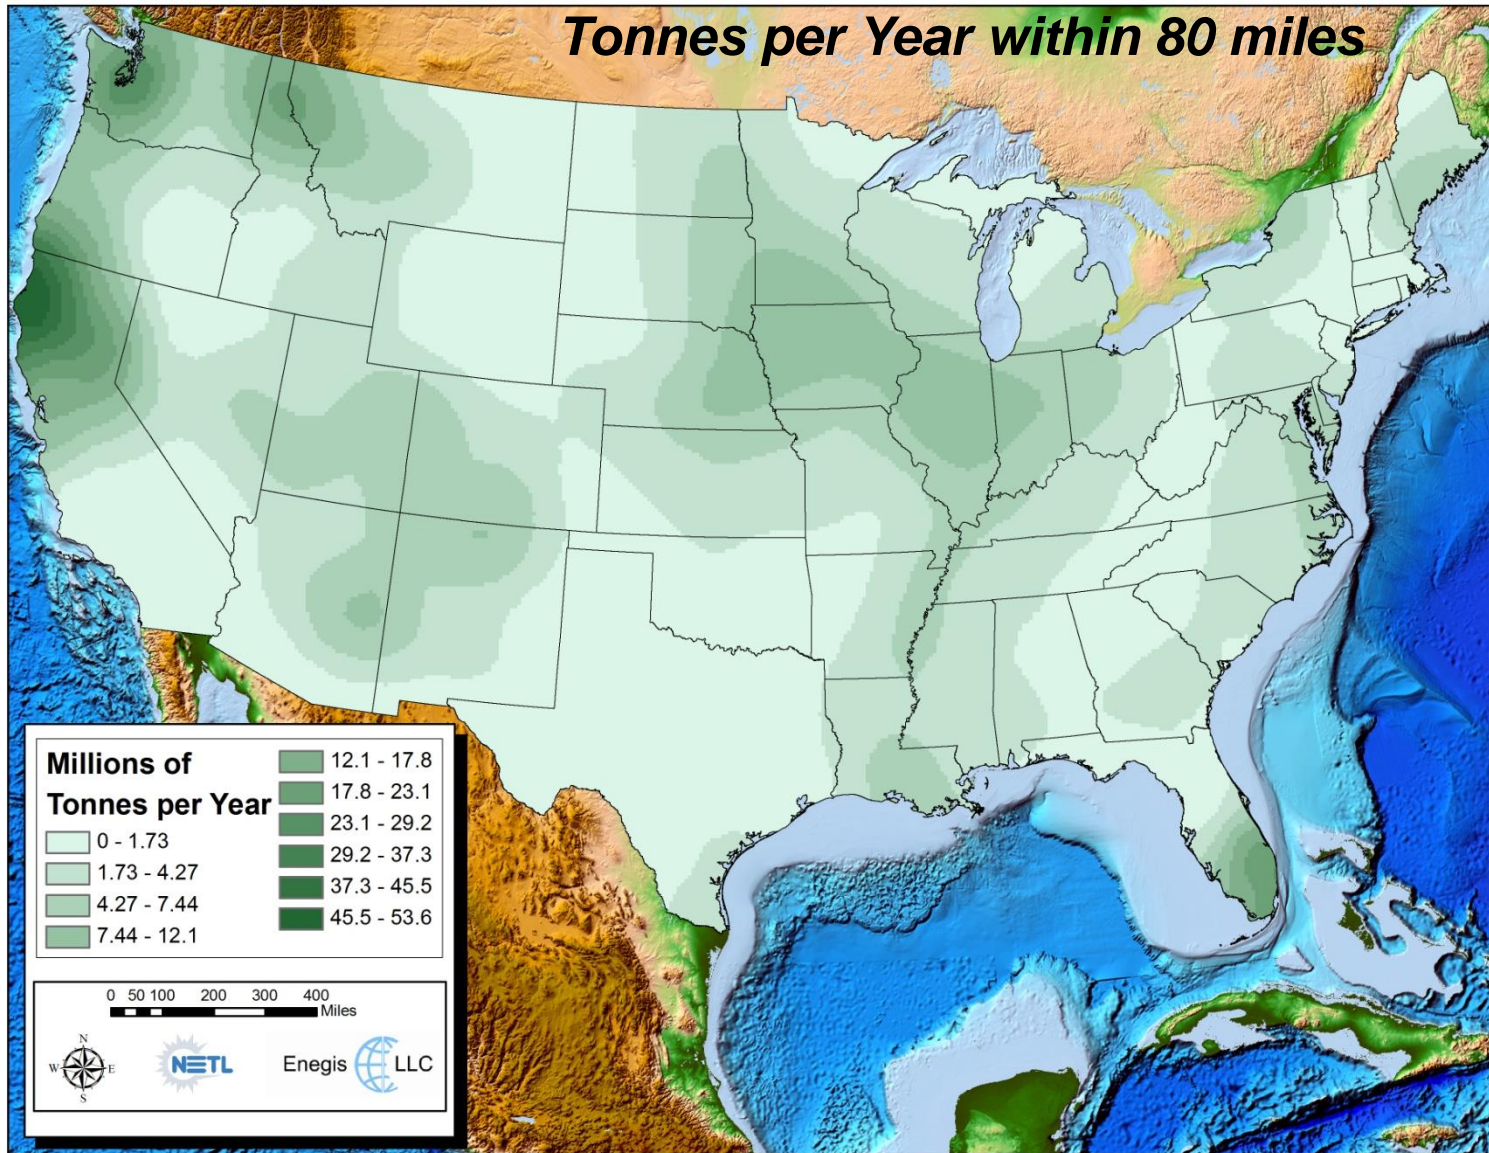 Tonnes per Year within 80 miles
Millions of
Tonnes per Year
0 - 1.73
1.73 - 4.27
4.27 - 7.44
7.44 - 12.1
12.1 - 17.8
17.8 - 23.1
23.1 - 29.2
29.2 - 37.3
37.3 - 45.5
45.5 - 53.6
0 50 100 200 300 400
Miles
N
W E
S
NETL
Enegis LLC